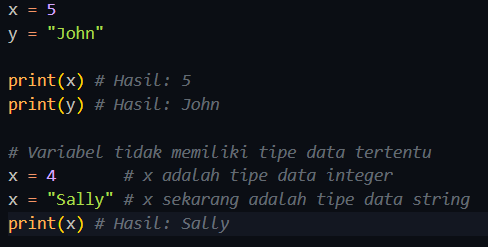 x = 5
y = "John"
print(x) # Hasil: 5
print(y) # Hasil: John
# Variabel tidak memiliki tipe data tertentu
x = 4       # x adalah tipe data integer
x = "Sally" # x sekarang adalah tipe data string
print(x) # Hasil: Sally